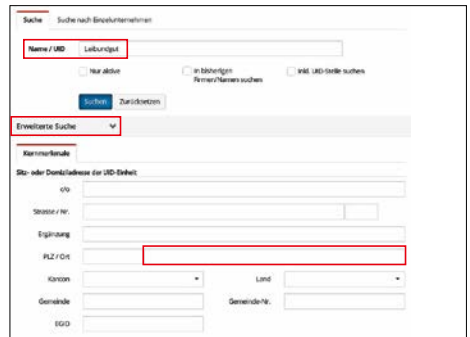 Suche Suche nach Einzelunternehmen
Name / UID Leibundgut
Nur aktive In bisherigen Firmen/Namen suchen Inkl. UID-Stelle suchen
Suchen Zurücksetzen
Erweiterte Suche
Kernmerkmale
Sitz- oder Domiziladresse der UID-Einheit
c/o
Strasse / Nr.
Ergänzung
PLZ / Ort
Kanton Land
Gemeinde Gemeinde-Nr.
EGID